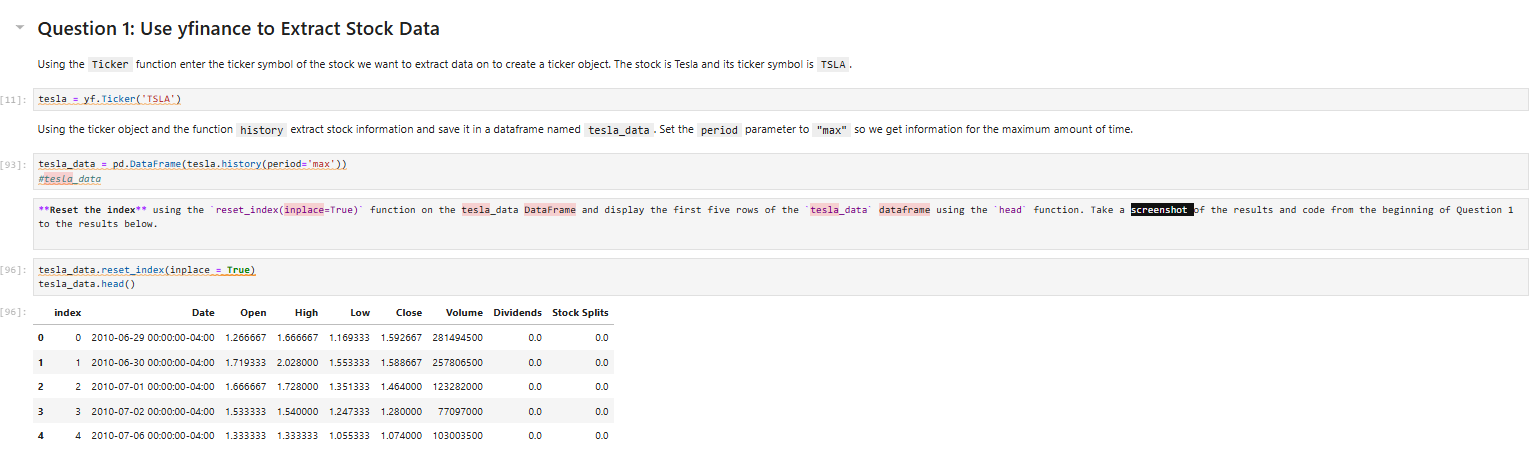 Question 1: Use yfinance to Extract Stock Data
Using the Ticker function enter the ticker symbol of the stock we want to extract data on to create a ticker object. The stock is Tesla and its ticker symbol is TSLA.
[11]: tesla = yf.Ticker('TSLA')
Using the ticker object and the function history extract stock information and save it in a dataframe named tesla_data. Set the period parameter to "max" so we get information for the maximum amount of time.
[93]: tesla_data = pd.DataFrame(tesla.history(period='max'))
#tesla_data
**Reset the index** using the `reset_index(inplace=True)` function on the tesla_data DataFrame and display the first five rows of the `tesla_data` dataframe using the `head` function. Take a screenshot of the results and code from the beginning of Question 1
to the results below.
[96]: tesla_data.reset_index(inplace = True)
tesla_data.head()
[96]: index Date Open High Low Close Volume Dividends Stock Splits
0 0 2010-06-29 00:00:00-04:00 1.266667 1.666667 1.169333 1.592667 281494500 0.0 0.0
1 1 2010-06-30 00:00:00-04:00 1.719333 2.028000 1.553333 1.588667 257806500 0.0 0.0
2 2 2010-07-01 00:00:00-04:00 1.666667 1.728000 1.351333 1.464000 123282000 0.0 0.0
3 3 2010-07-02 00:00:00-04:00 1.533333 1.540000 1.247333 1.280000 77097000 0.0 0.0
4 4 2010-07-06 00:00:00-04:00 1.333333 1.333333 1.055333 1.074000 103003500 0.0 0.0